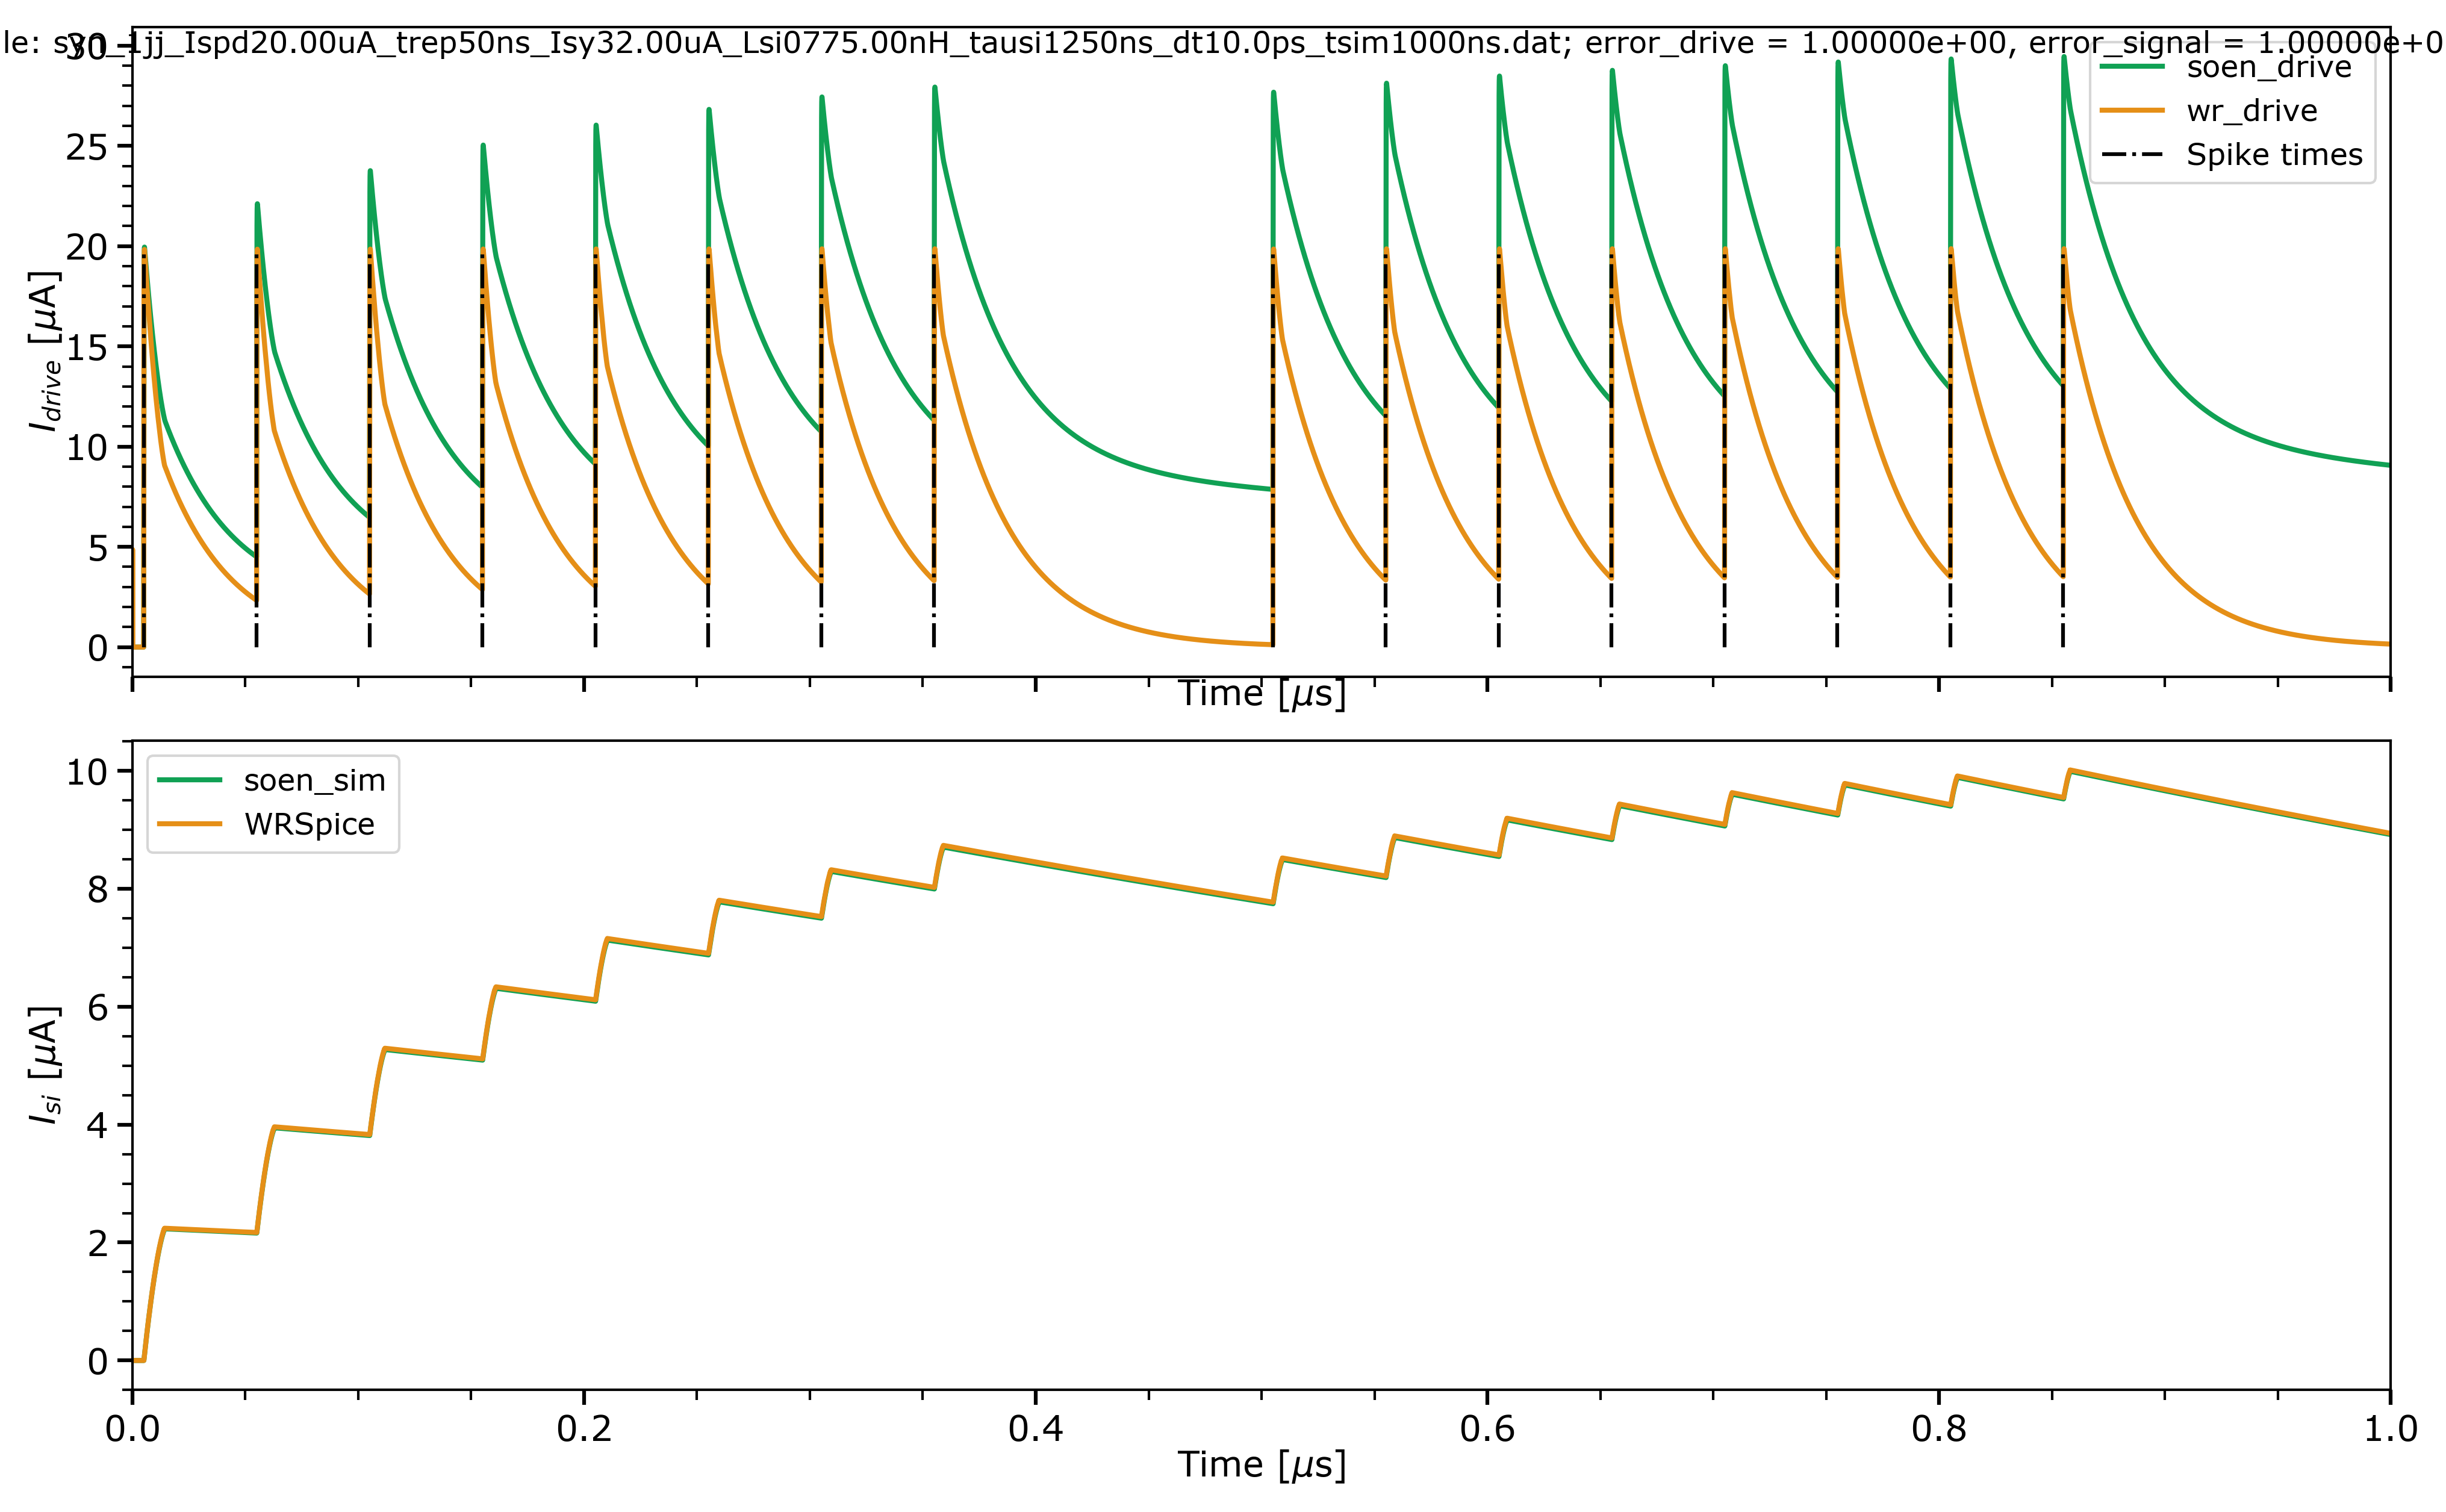 le: syn_1jj_Ispd20.00uA_trep50ns_Isy32.00uA_Lsi0775.00nH_tausi1250ns_dt10.0ps_tsim1000ns.dat; error_drive = 1.00000e+00, error_signal = 1.00000e+0
30
25
20
15
10
5
0
I_drive [μA]
soen_drive
wr_drive
Spike times
Time [μs]
10
8
6
4
2
0
I_si [μA]
soen_sim
WRSpice
0.0 0.2 0.4 0.6 0.8 1.0
Time [μs]